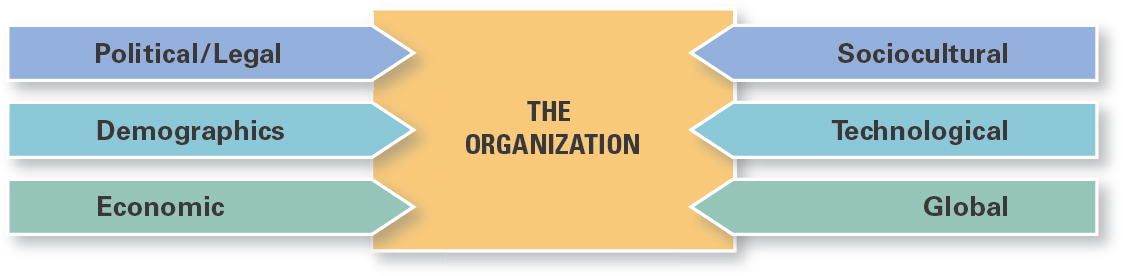 Political/Legal
Demographics
Economic
THE
ORGANIZATION
Sociocultural
Technological
Global